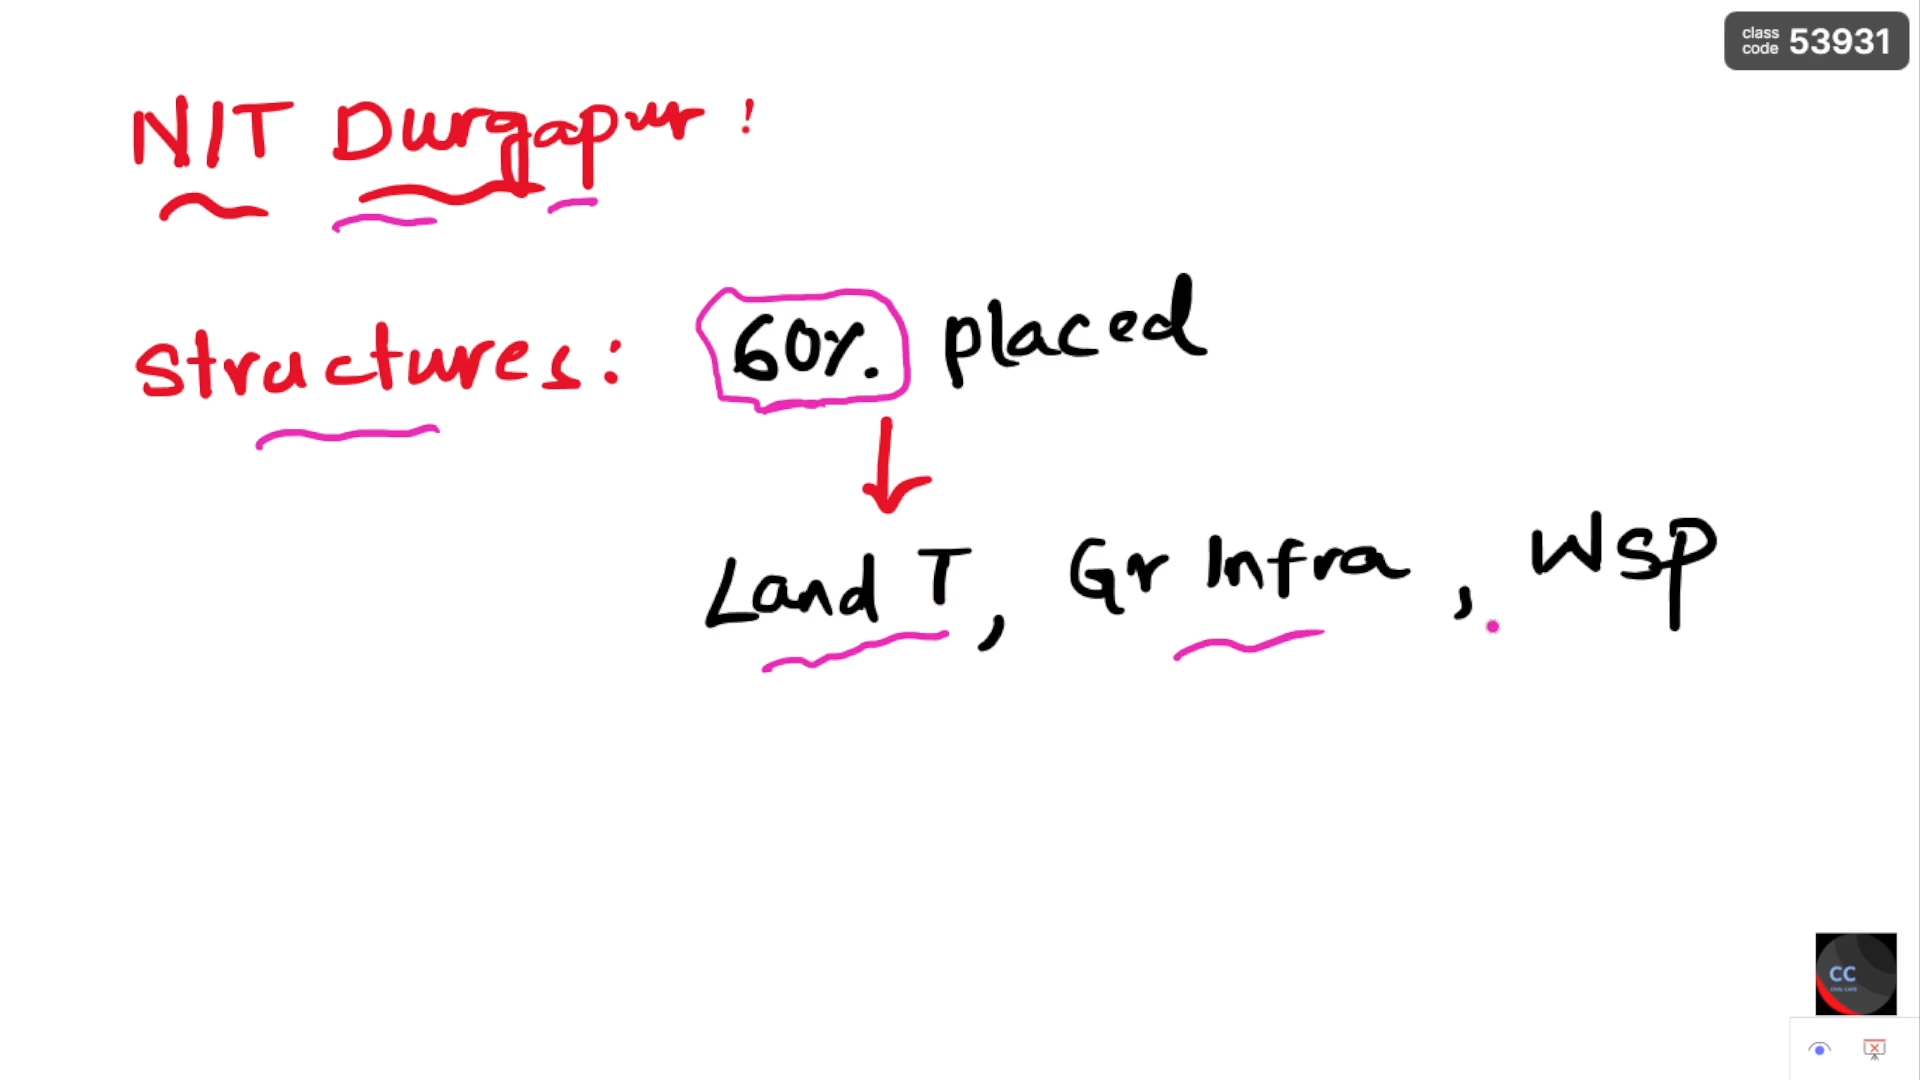 class code 53931
NIT Durgapur :
Structures: 60%. placed
Land T, Gr Infra, WSP
CC